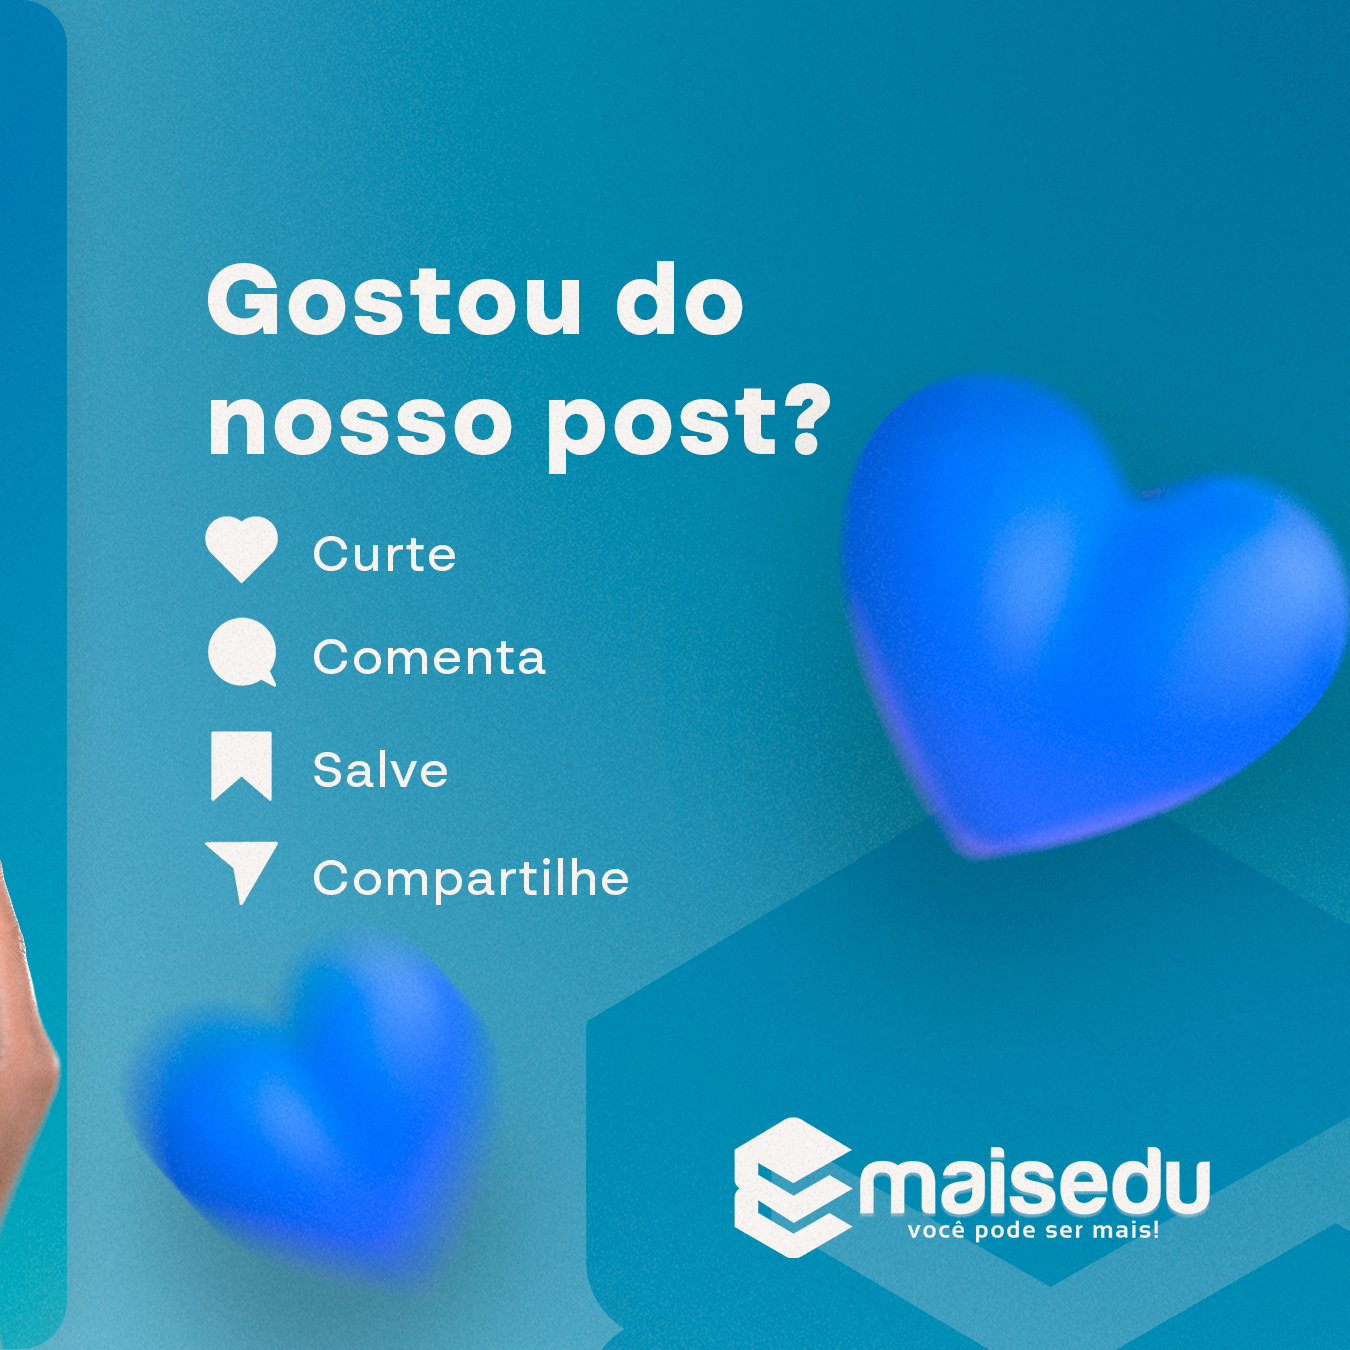 Gostou do
nosso post?
Curte
Comenta
Salve
Compartilhe
maisedu
você pode ser mais!